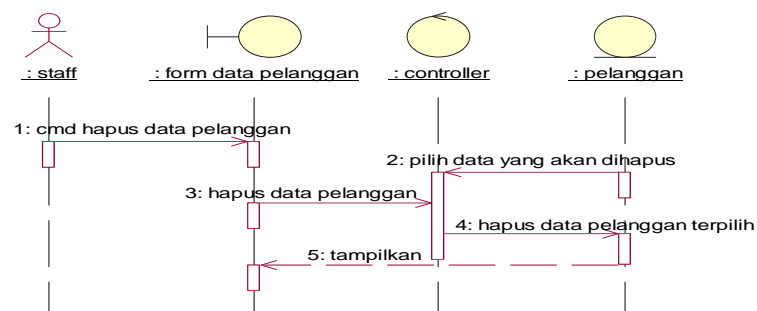 : staff
: form data pelanggan
: controller
: pelanggan
1: cmd hapus data pelanggan
2: pilih data yang akan dihapus
3: hapus data pelanggan
4: hapus data pelanggan terpilih
5: tampilkan